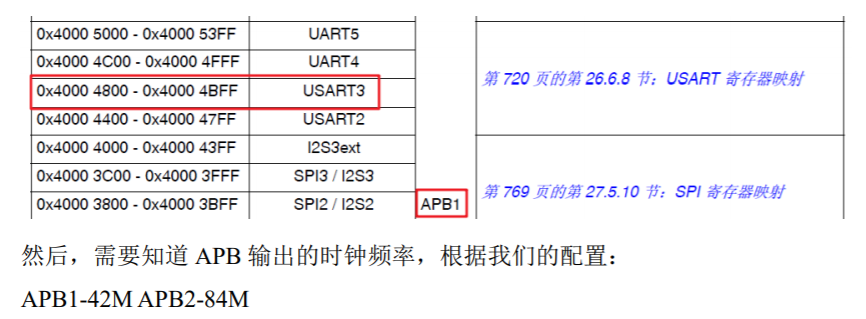 0x4000 5000 - 0x4000 53FF UART5
0x4000 4C00 - 0x4000 4FFF UART4
0x4000 4800 - 0x4000 4BFF USART3
第 720 页的第 26.6.8 节：USART 寄存器映射
0x4000 4400 - 0x4000 47FF USART2
0x4000 4000 - 0x4000 43FF I2S3ext
0x4000 3C00 - 0x4000 3FFF SPI3 / I2S3
第 769 页的第 27.5.10 节：SPI 寄存器映射
0x4000 3800 - 0x4000 3BFF SPI2 / I2S2 APB1
然后，需要知道 APB 输出的时钟频率，根据我们的配置：
APB1-42M APB2-84M